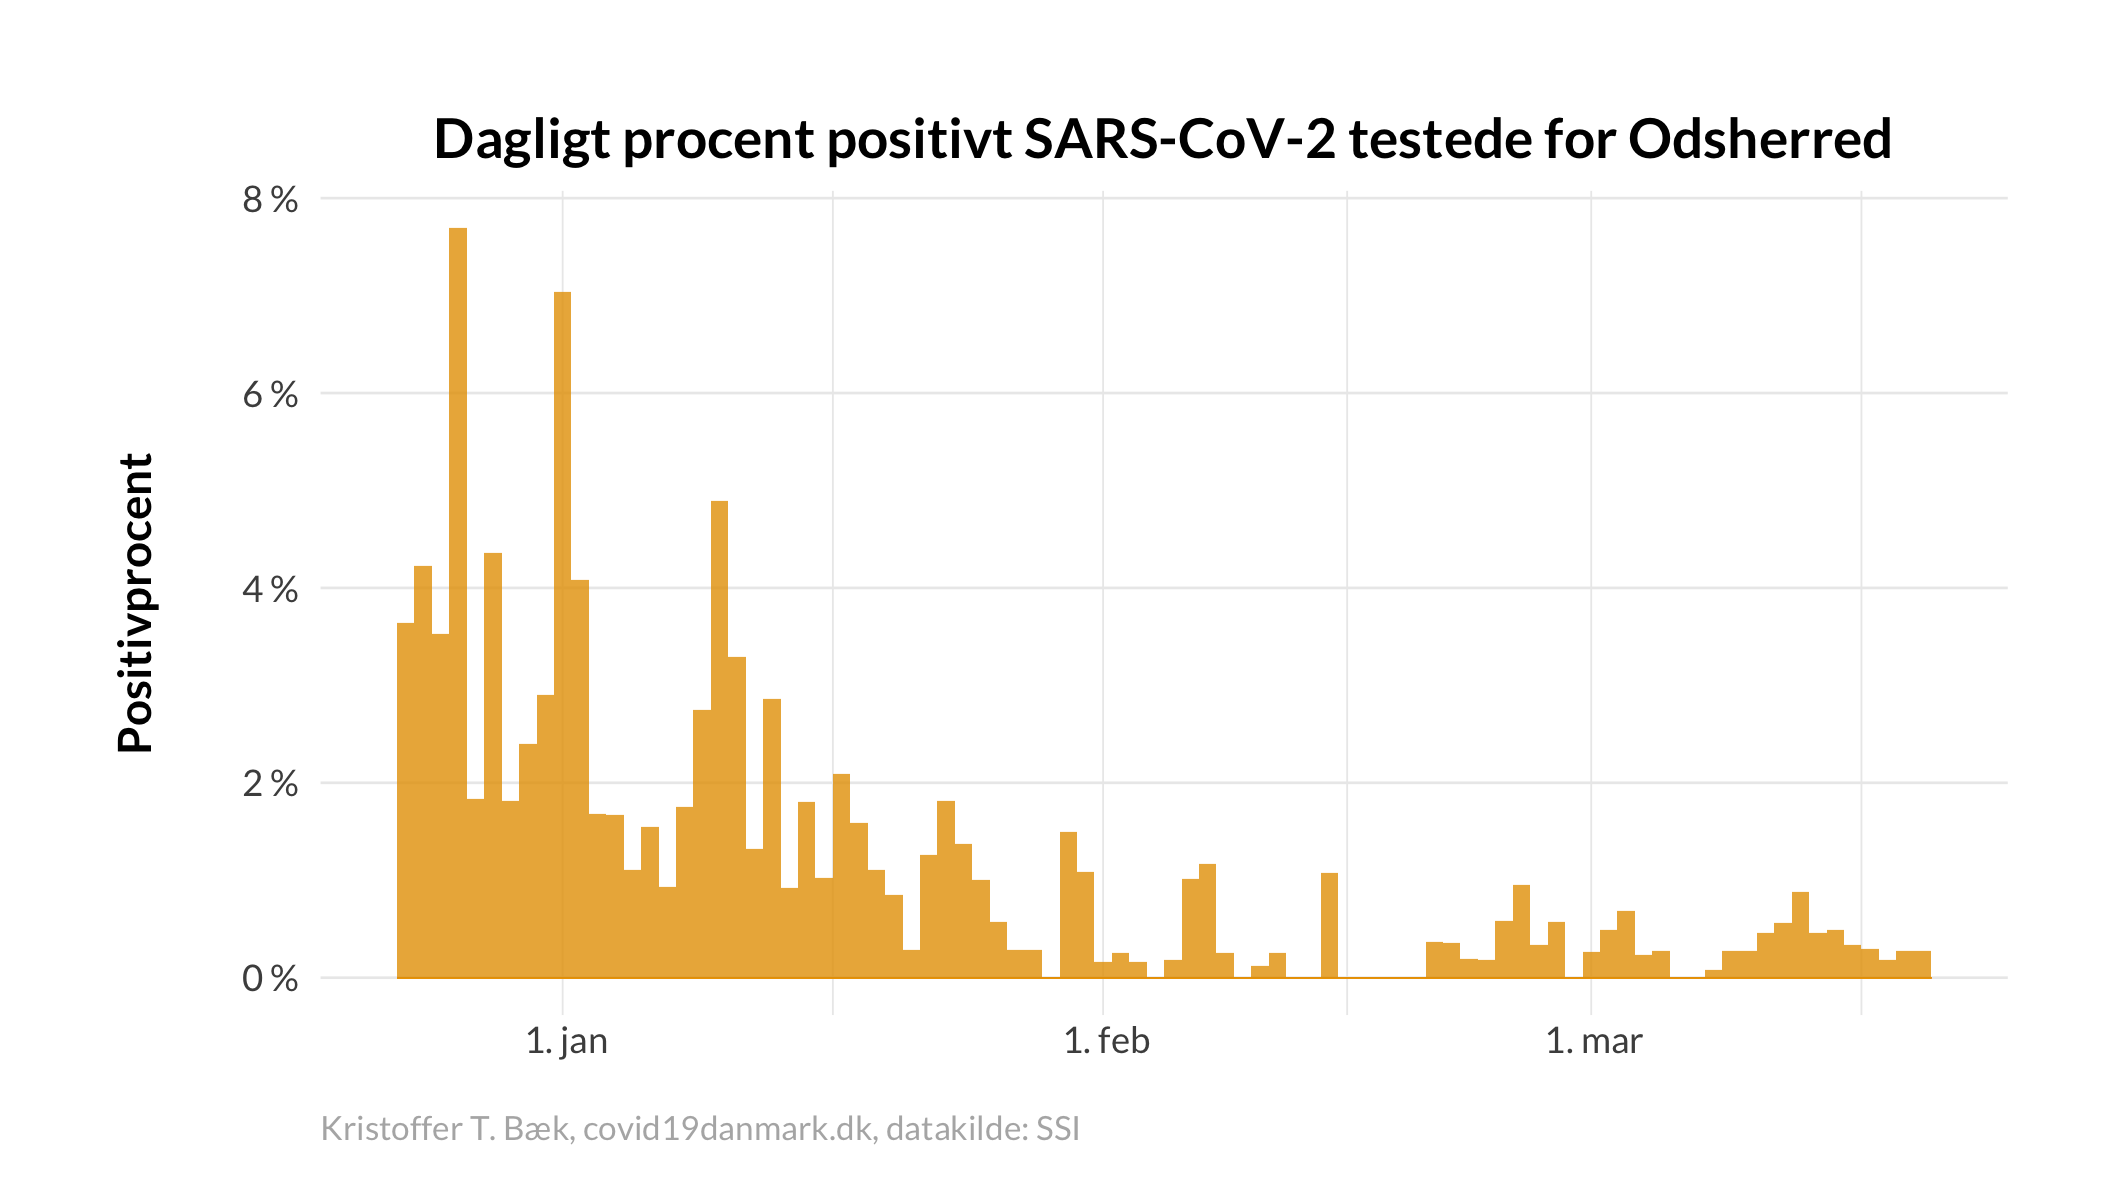 Dagligt procent positivt SARS-CoV-2 testede for Odsherred
Positivprocent
8 %
6 %
4 %
2 %
0 %
1. jan
1. feb
1. mar
Kristoffer T. Bæk, covid19danmark.dk, datakilde: SSI